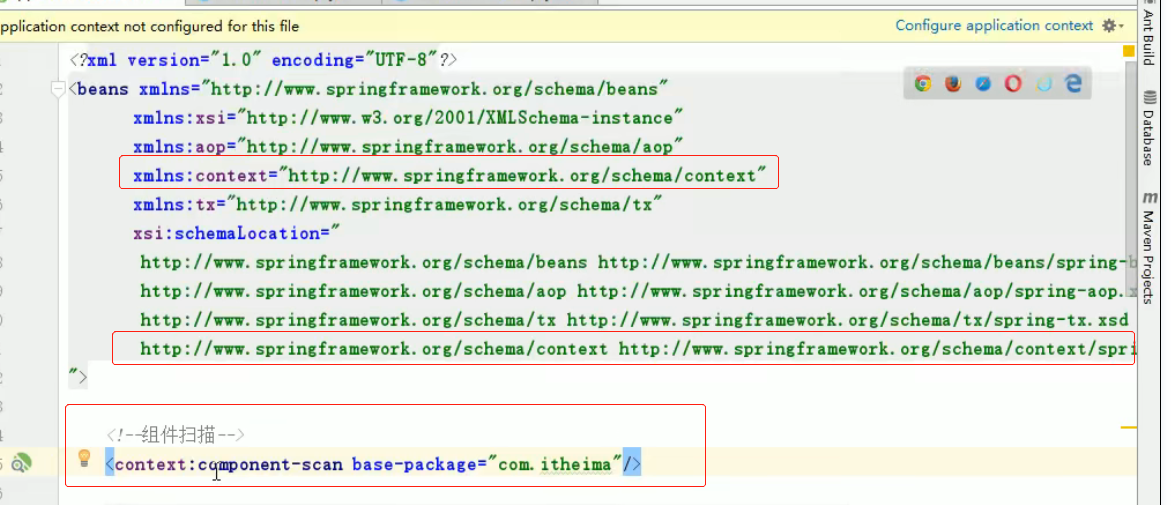 pplication context not configured for this file
Configure application context
<?xml version="1.0" encoding="UTF-8"?>
<beans xmlns="http://www.springframework.org/schema/beans"
xmlns:xsi="http://www.w3.org/2001/XMLSchema-instance"
xmlns:aop="http://www.springframework.org/schema/aop"
xmlns:context="http://www.springframework.org/schema/context"
xmlns:tx="http://www.springframework.org/schema/tx"
xsi:schemaLocation="
http://www.springframework.org/schema/beans http://www.springframework.org/schema/beans/spring-b
http://www.springframework.org/schema/aop http://www.springframework.org/schema/aop/spring-aop.x
http://www.springframework.org/schema/tx http://www.springframework.org/schema/tx/spring-tx.xsd
http://www.springframework.org/schema/context http://www.springframework.org/schema/context/spri
">
<!--组件扫描-->
<context:component-scan base-package="com.itheima"/>
Ant Build
Database
m Maven Projects